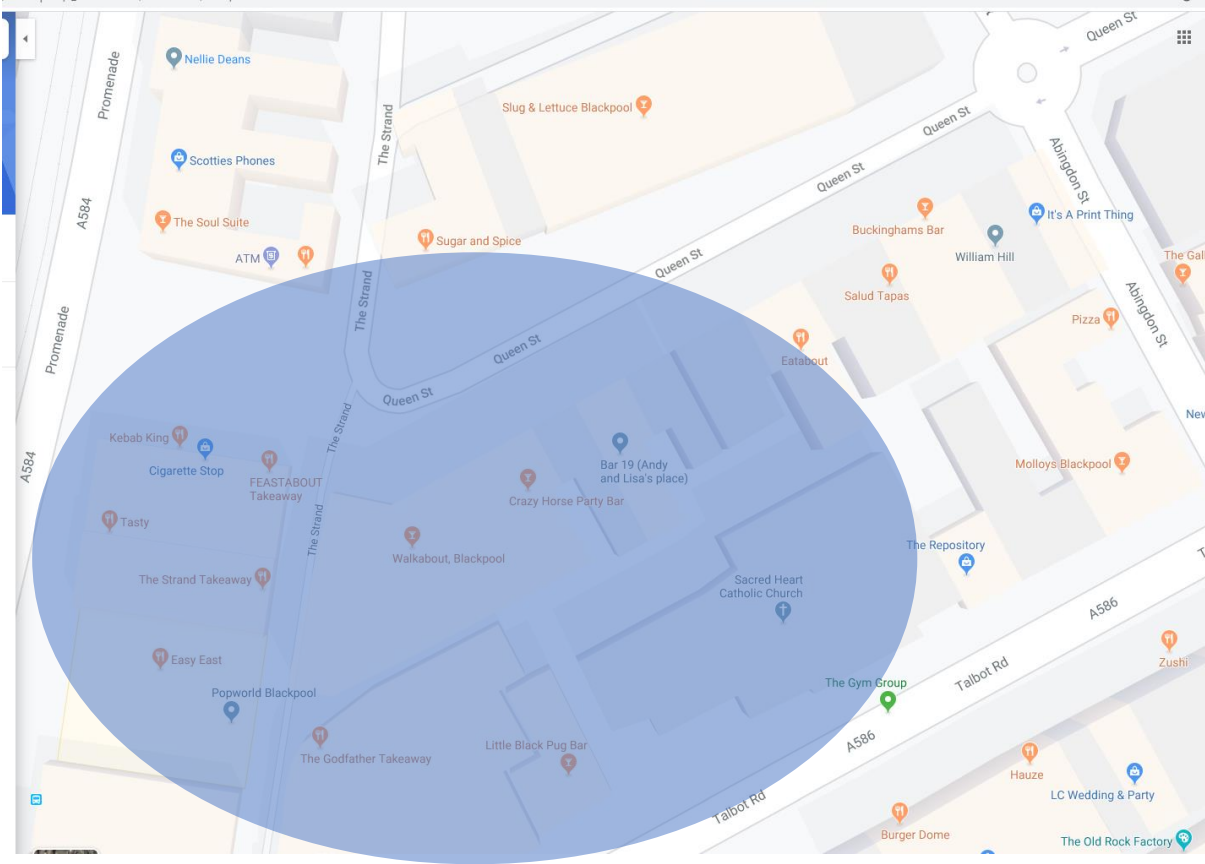 Queen St
Promenade
Nellie Deans
Slug & Lettuce Blackpool
The Strand
Queen St
Abingdon St
Scotties Phones
Queen St
A584
The Soul Suite
It's A Print Thing
Buckinghams Bar
Sugar and Spice
William Hill
The Gal
ATM
Queen St
The Strand
Salud Tapas
Abingdon St
Pizza
Promenade
Queen St
Eatabout
Queen St
New
The Strand
Kebab King
A584
Cigarette Stop
Bar 19 (Andy
and Lisa's place)
Molloys Blackpool
FEASTABOUT
Takeaway
Crazy Horse Party Bar
Tasty
The Strand
Walkabout, Blackpool
The Repository
The Strand Takeaway
Sacred Heart
Catholic Church
A586
Easy East
Zushi
Talbot Rd
The Gym Group
Popworld Blackpool
A586
Little Black Pug Bar
The Godfather Takeaway
Hauze
LC Wedding & Party
Talbot Rd
Burger Dome
The Old Rock Factory